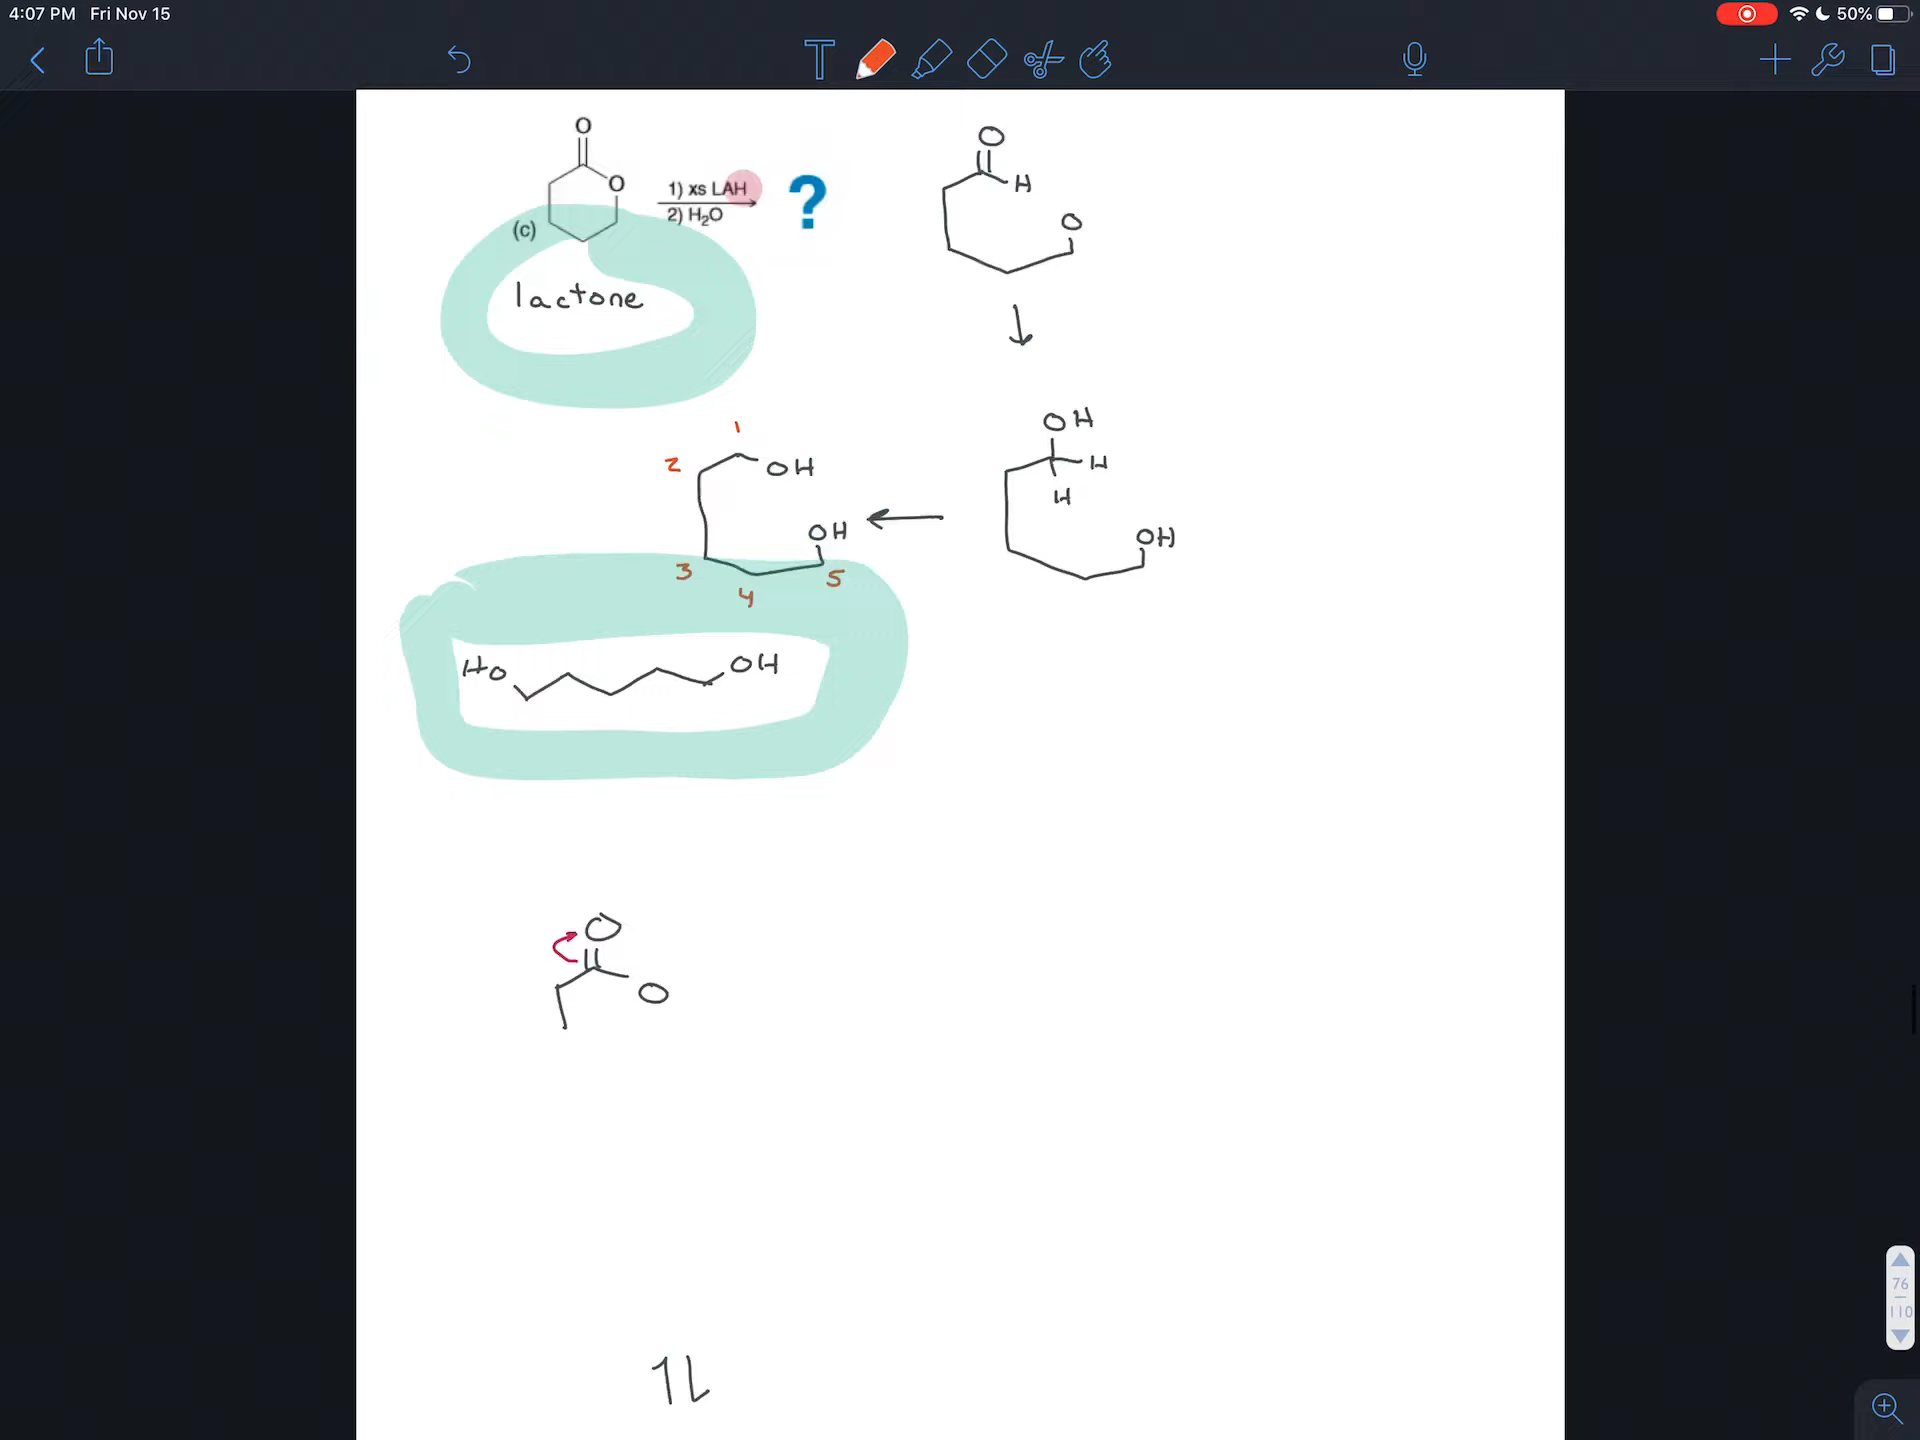 4:07 PM Fri Nov 15
50%
T
O
O
(c)
1) xs LAH
2) H₂O
?
lactone
O
H
O
OH
H
H
OH
1
2
OH
OH
3
4
5
HO
OH
O
O
76
110